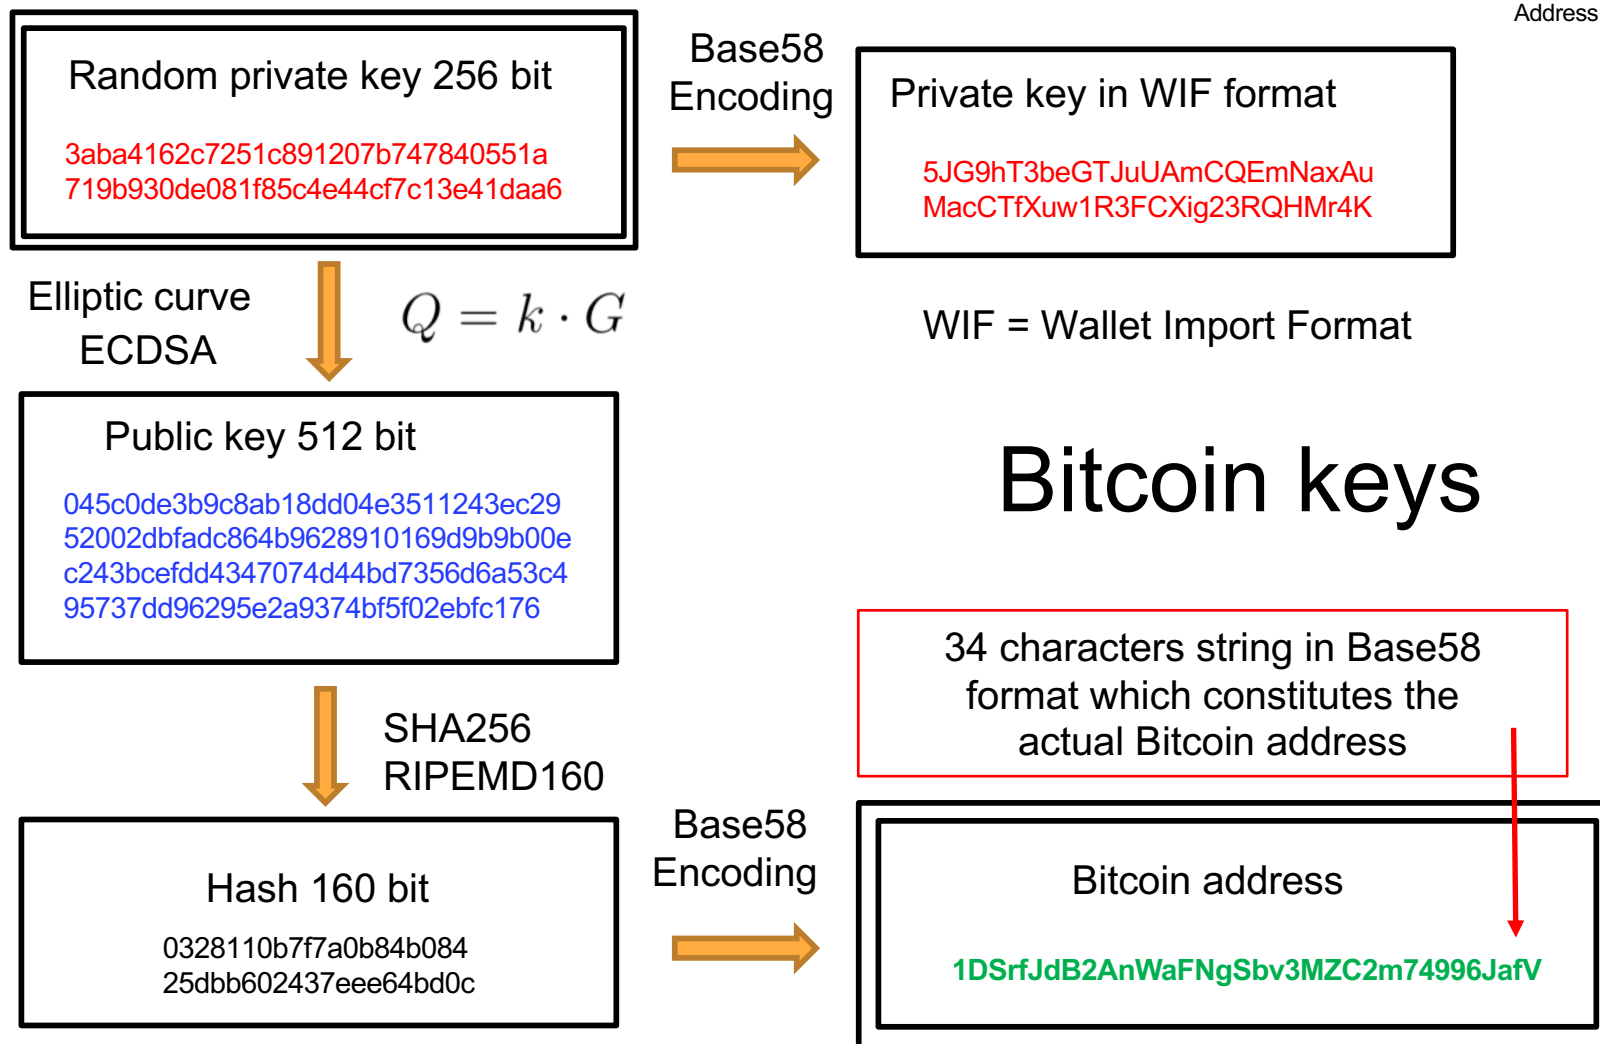 Address
Random private key 256 bit
3aba4162c7251c891207b747840551a
719b930de081f85c4e44cf7c13e41daa6
Base58
Encoding
Private key in WIF format
5JG9hT3beGTJuUAmCQEmNaxAu
MacCTfXuw1R3FCXig23RQHMr4K
Elliptic curve
ECDSA
Q = k · G
WIF = Wallet Import Format
Public key 512 bit
045c0de3b9c8ab18dd04e3511243ec29
52002dbfadc864b9628910169d9b9b00e
c243bcefdd4347074d44bd7356d6a53c4
95737dd96295e2a9374bf5f02ebfc176
Bitcoin keys
34 characters string in Base58
format which constitutes the
actual Bitcoin address
SHA256
RIPEMD160
Hash 160 bit
0328110b7f7a0b84b084
25dbb602437eee64bd0c
Base58
Encoding
Bitcoin address
1DSrfJdB2AnWaFNgSbv3MZC2m74996JafV